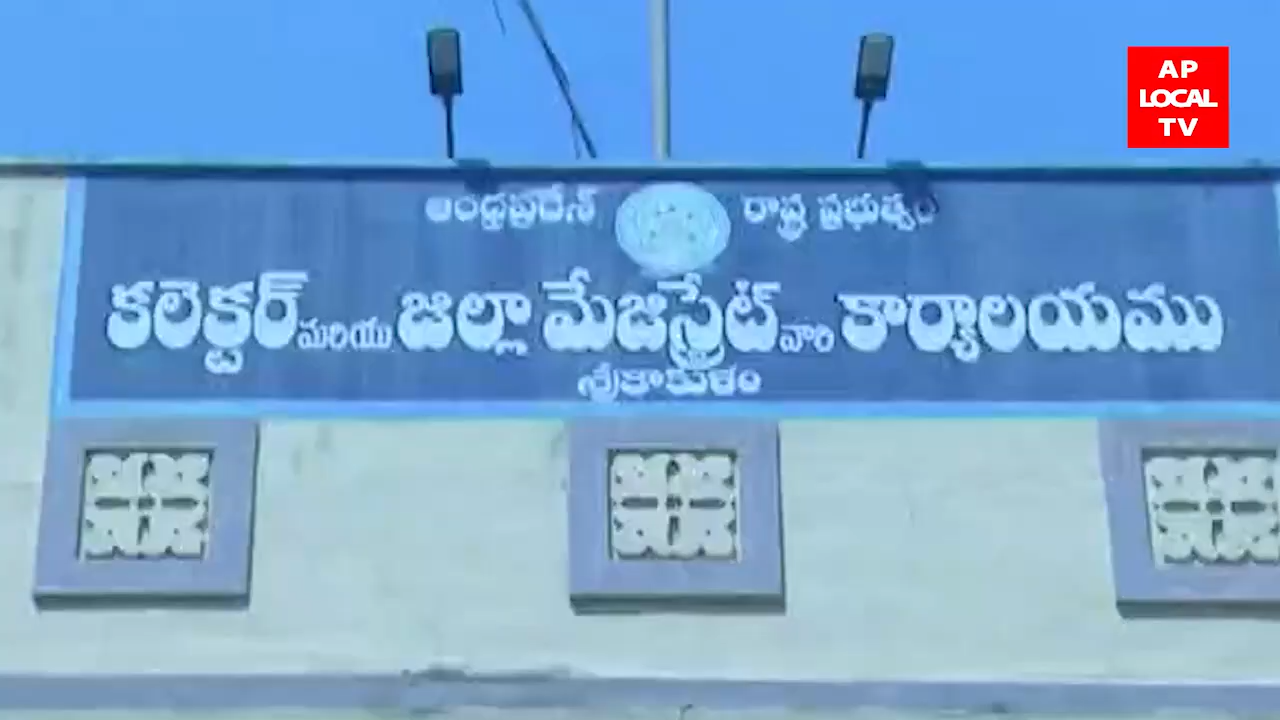 ఆంధ్రప్రదేశ్ రాష్ట్ర ప్రభుత్వం
కలెక్టర్ మరియు జిల్లా మేజిస్ట్రేట్ వారి కార్యాలయము
శ్రీకాకుళం
AP
LOCAL
TV